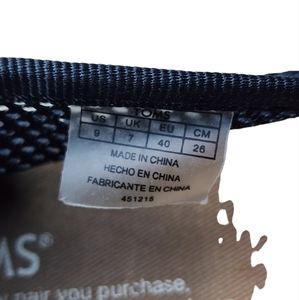 TOMS
US UK EU CM
9 7 40 26
MADE IN CHINA
HECHO EN CHINA
FABRICANTE EN CHINA
451216
MS®
pair you purchase.